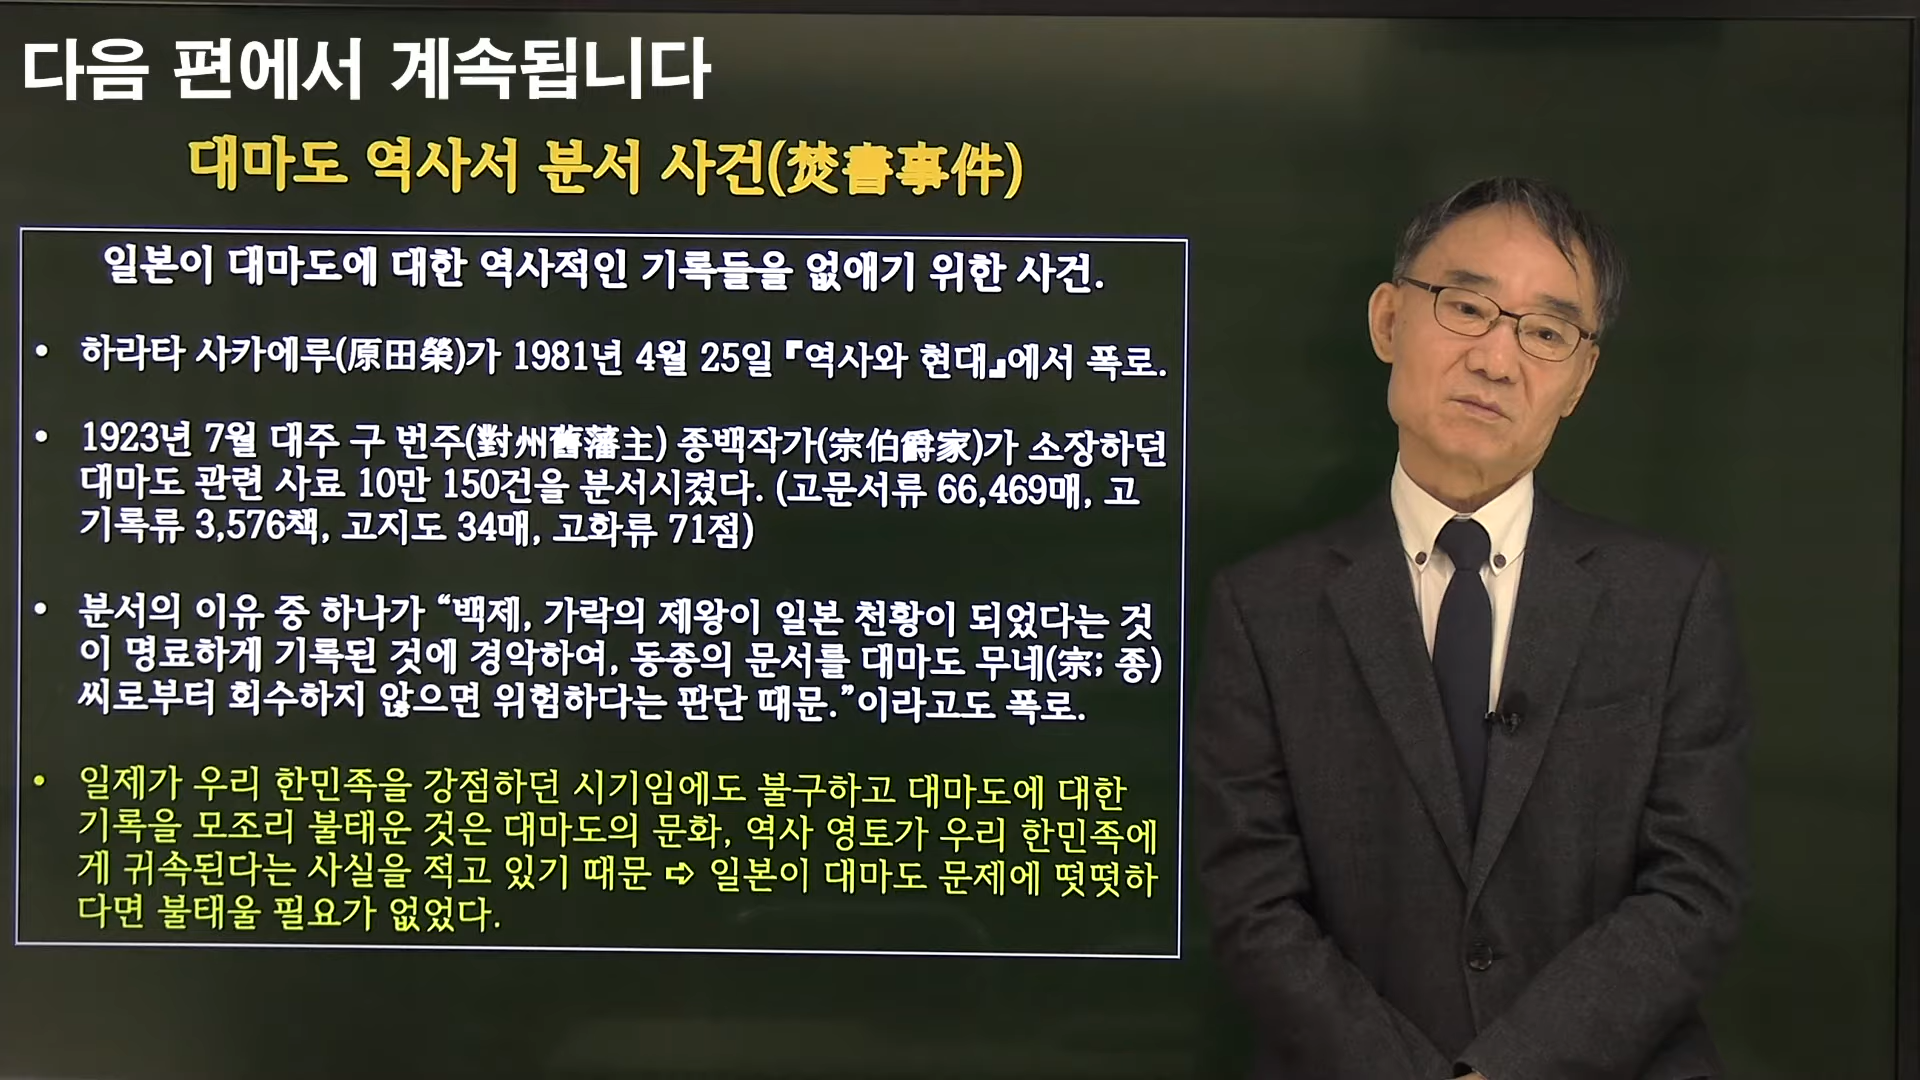 다음 편에서 계속됩니다
대마도 역사서 분서 사건(焚書事件)
일본이 대마도에 대한 역사적인 기록들을 없애기 위한 사건.
• 하라타 사카에루(原田榮)가 1981년 4월 25일 『역사와 현대』에서 폭로.
• 1923년 7월 대주 구 번주(對州舊藩主) 종백작가(宗伯爵家)가 소장하던
대마도 관련 사료 10만 150건을 분서시켰다. (고문서류 66,469매, 고
기록류 3,576책, 고지도 34매, 고화류 71점)
• 분서의 이유 중 하나가 “백제, 가락의 제왕이 일본 천황이 되었다는 것
이 명료하게 기록된 것에 경악하여, 동종의 문서를 대마도 무네(宗; 종)
씨로부터 회수하지 않으면 위험하다는 판단 때문.”이라고도 폭로.
• 일제가 우리 한민족을 강점하던 시기임에도 불구하고 대마도에 대한
기록을 모조리 불태운 것은 대마도의 문화, 역사 영토가 우리 한민족에
게 귀속된다는 사실을 적고 있기 때문 ➪ 일본이 대마도 문제에 떳떳하
다면 불태울 필요가 없었다.